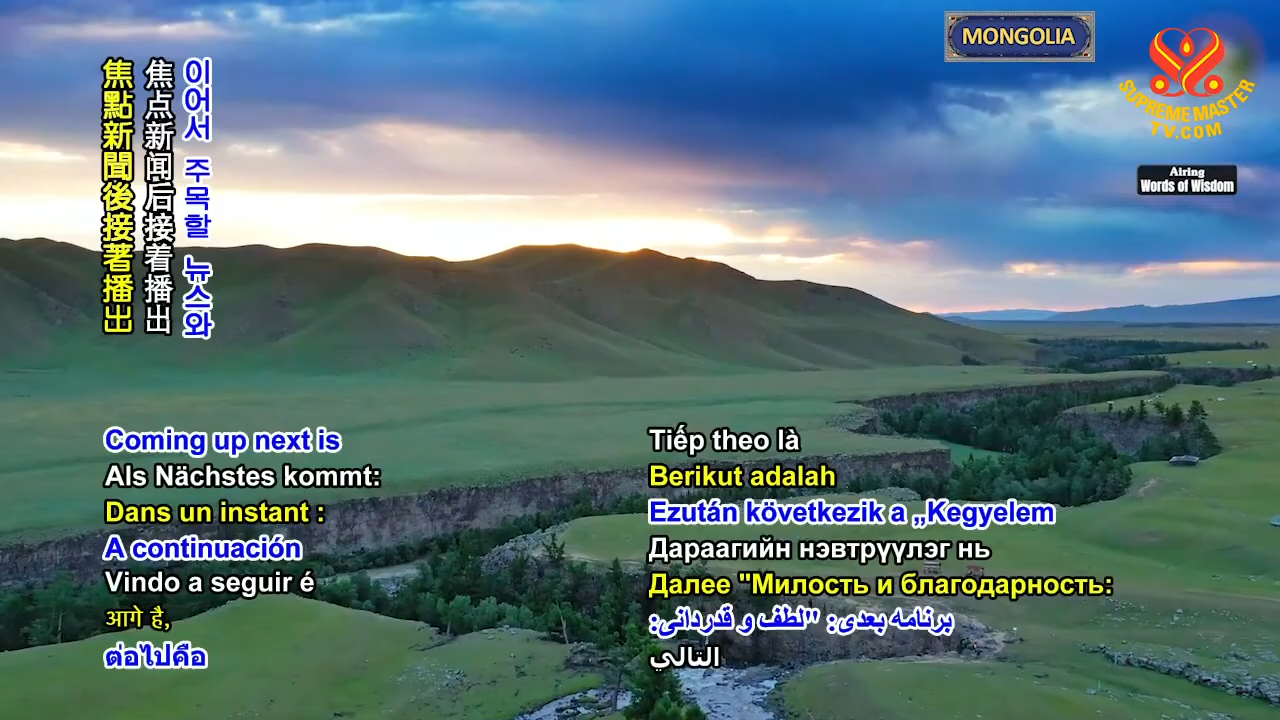 MONGOLIA
SUPREME MASTER
TV.COM
Airing
Words of Wisdom
焦點新聞後接著播出
焦点新闻后接着播出
이어서 주목할 뉴스와
Coming up next is
Als Nächstes kommt:
Dans un instant :
A continuación
Vindo a seguir é
आगे है,
ต่อไปคือ
Tiếp theo là
Berikut adalah
Ezután következik a „Kegyelem
Дараагийн нэвтрүүлэг нь
Далее "Милость и благодарность:
برنامه بعدی: "لطف و قدردانی:
التالي